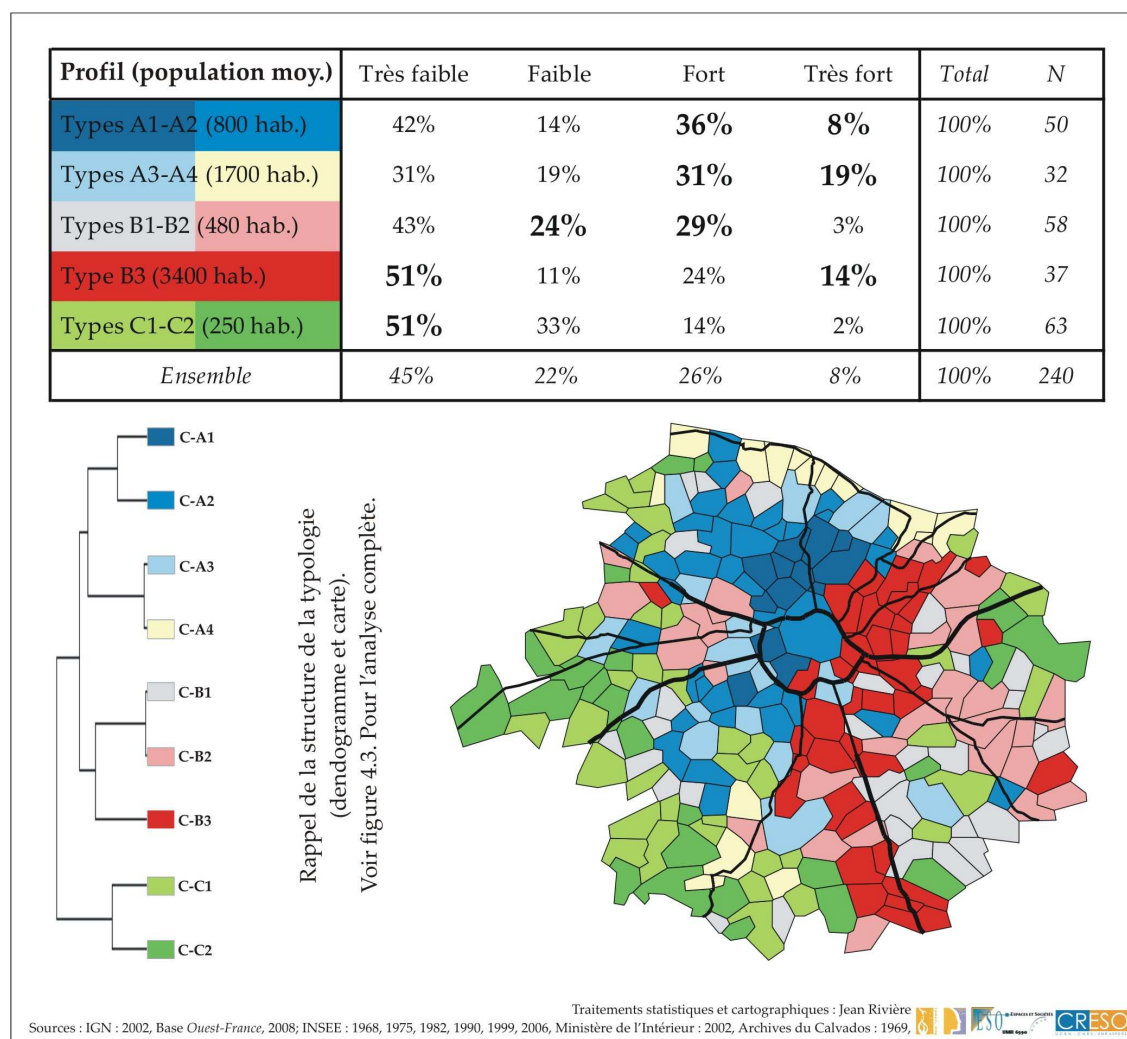 Profil (population moy.) Très faible Faible Fort Très fort Total N
Types A1-A2 (800 hab.) 42% 14% 36% 8% 100% 50
Types A3-A4 (1700 hab.) 31% 19% 31% 19% 100% 32
Types B1-B2 (480 hab.) 43% 24% 29% 3% 100% 58
Type B3 (3400 hab.) 51% 11% 24% 14% 100% 37
Types C1-C2 (250 hab.) 51% 33% 14% 2% 100% 63
Ensemble 45% 22% 26% 8% 100% 240
C-A1
C-A2
C-A3
C-A4
C-B1
C-B2
C-B3
C-C1
C-C2
Rappel de la structure de la typologie
(dendogramme et carte).
Voir figure 4.3. Pour l'analyse complète.
Traitements statistiques et cartographiques : Jean Rivière
Sources : IGN : 2002, Base Ouest-France, 2008; INSEE : 1968, 1975, 1982, 1990, 1999, 2006, Ministère de l'Intérieur : 2002, Archives du Calvados : 1969,
ESO ESPACES ET SOCIÉTÉS
UMR 6590
CRESO